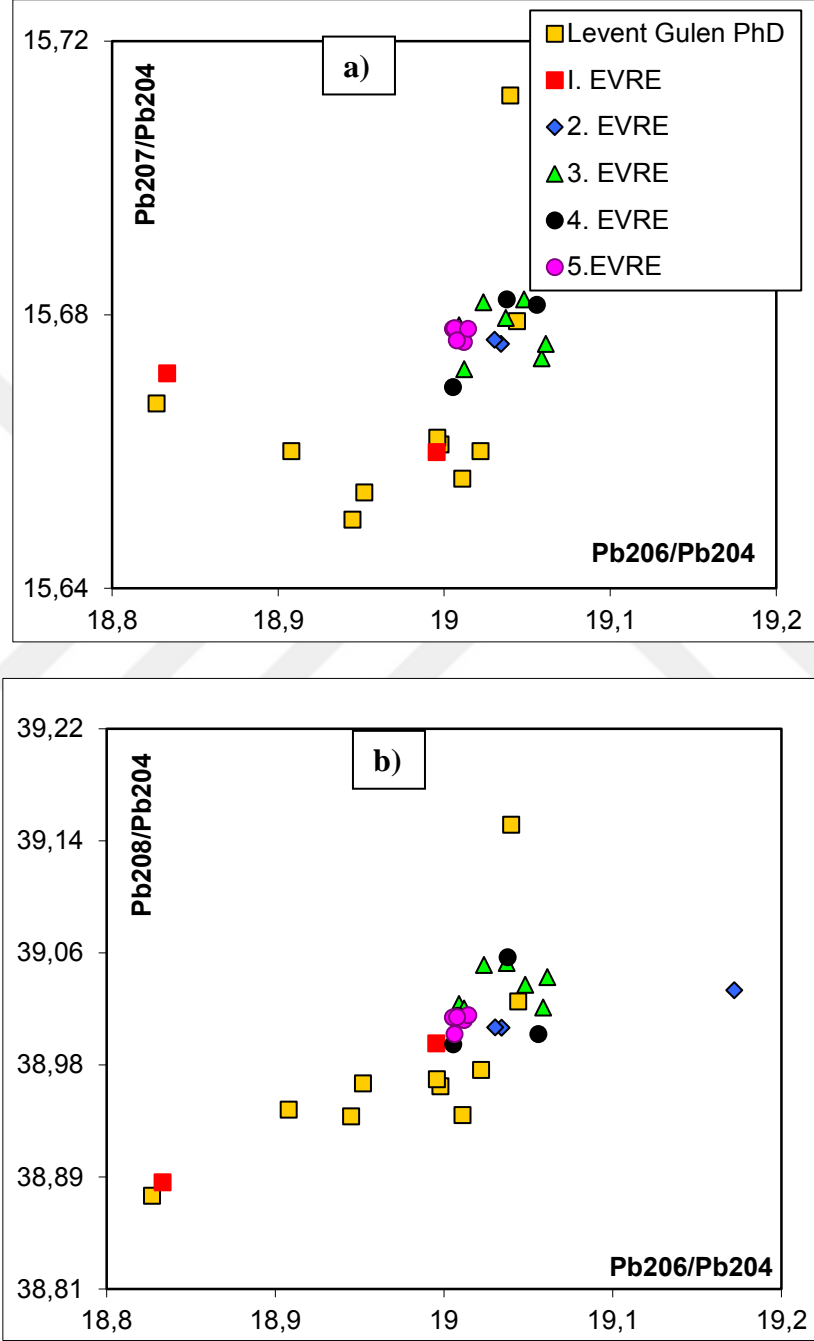 a)
Levent Gulen PhD
I. EVRE
2. EVRE
3. EVRE
4. EVRE
5.EVRE
Pb207/Pb204
15,72
15,68
15,64
Pb206/Pb204
18,8 18,9 19 19,1 19,2
b)
Pb208/Pb204
39,22
39,14
39,06
38,98
38,89
38,81
Pb206/Pb204
18,8 18,9 19 19,1 19,2